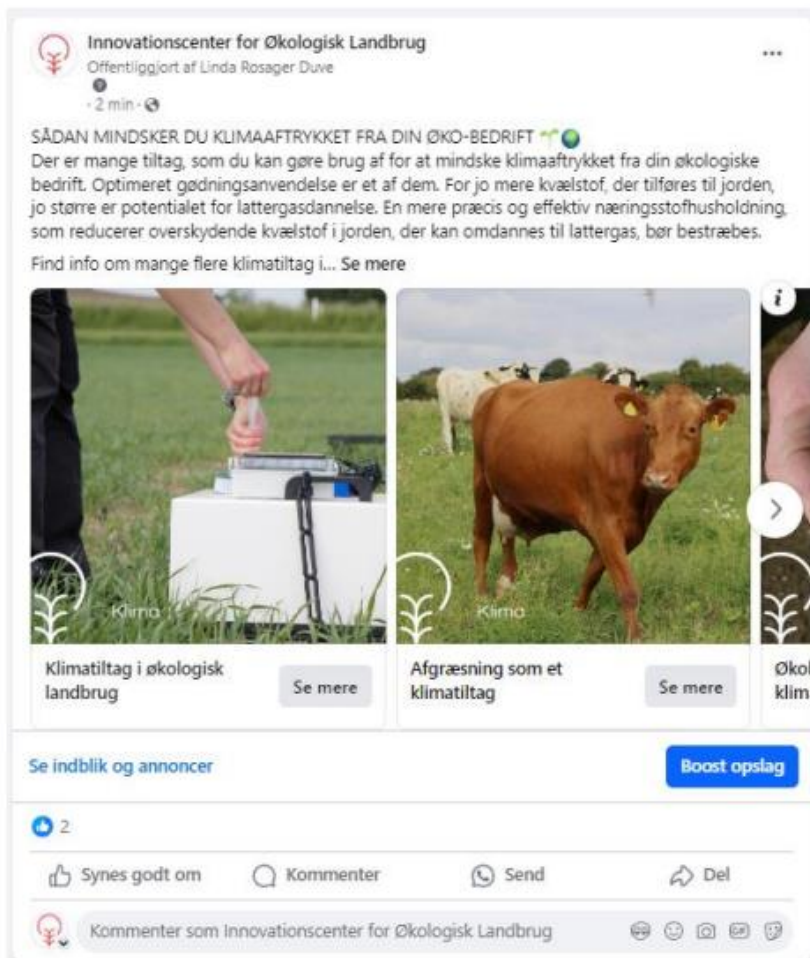 Innovationscenter for Økologisk Landbrug
Offentliggjort af Linda Rosager Duve
· 2 min ·
SÅDAN MINDSKER DU KLIMAAFTRYKKET FRA DIN ØKO-BEDRIFT 🌱🌍
Der er mange tiltag, som du kan gøre brug af for at mindske klimaaftrykket fra din økologiske
bedrift. Optimeret gødningsanvendelse er et af dem. For jo mere kvælstof, der tilføres til jorden,
jo større er potentialet for lattergasdannelse. En mere præcis og effektiv næringsstofhusholdning,
som reducerer overskydende kvælstof i jorden, der kan omdannes til lattergas, bør bestræbes.
Find info om mange flere klimatiltag i... Se mere
Klima
Klima
Klimatiltag i økologisk
landbrug
Se mere
Afgræsning som et
klimatiltag
Se mere
Økol
klim
Se indblik og annoncer
Boost opslag
2
Synes godt om
Kommenter
Send
Del
Kommenter som Innovationscenter for Økologisk Landbrug
GIF